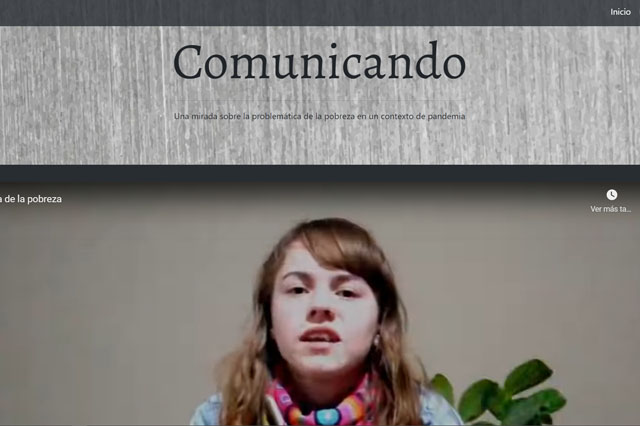 Inicio
Comunicando
Una mirada sobre la problemática de la pobreza en un contexto de pandemia
a de la pobreza
Ver más ta...